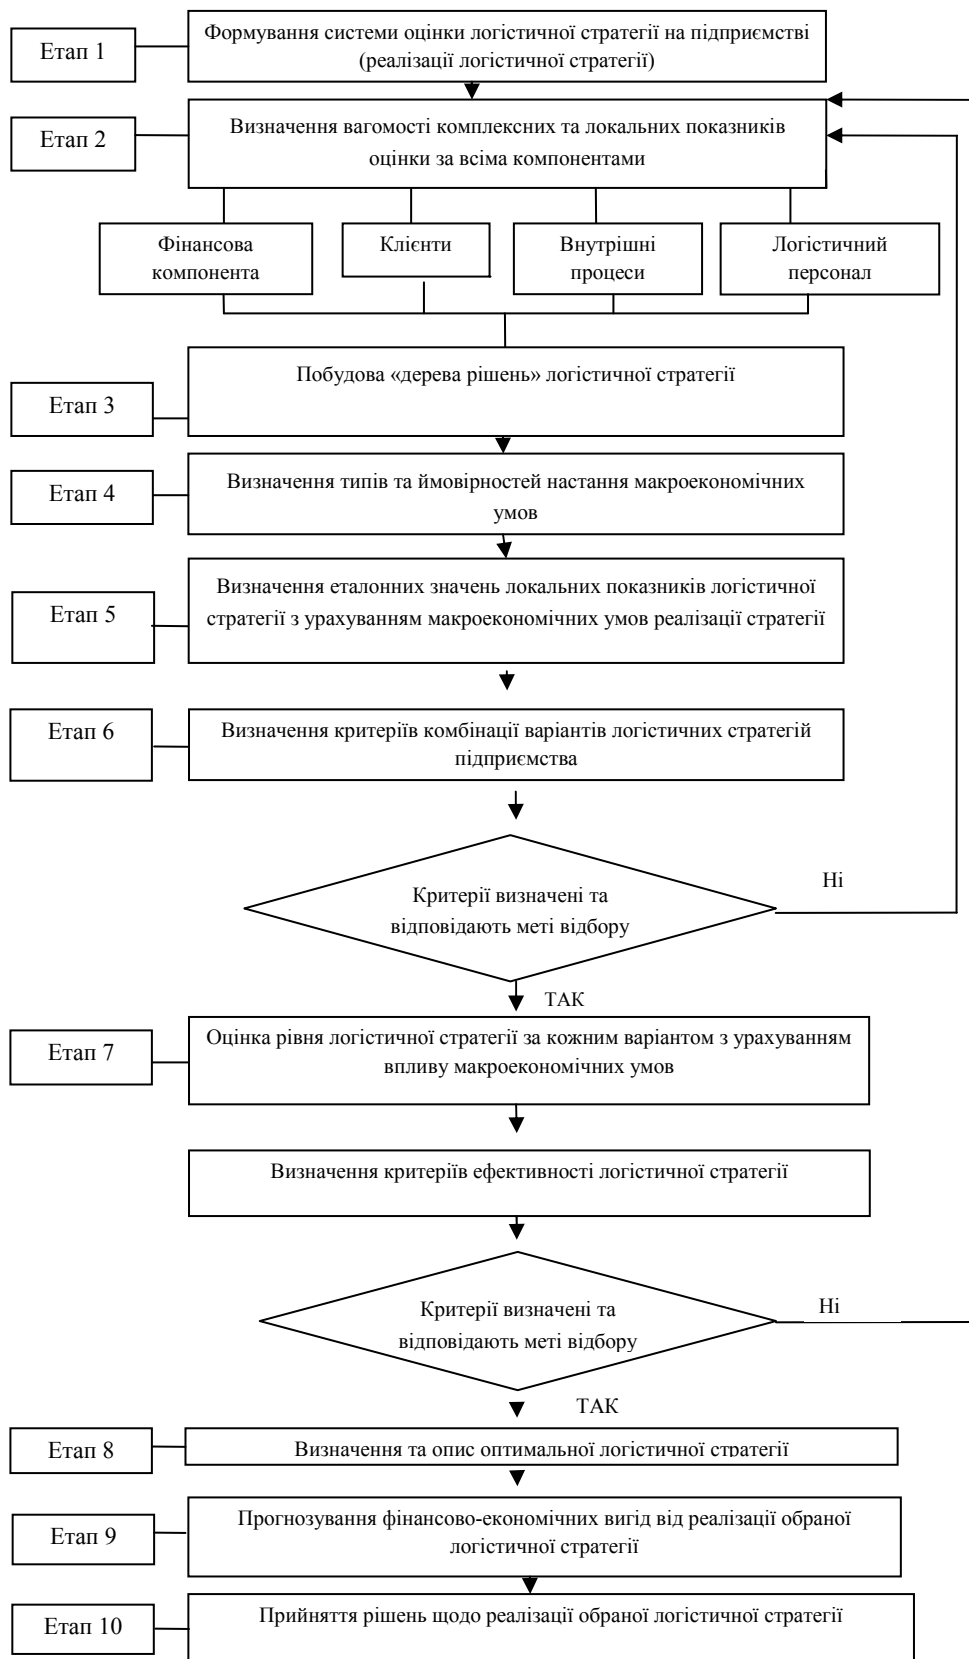 Етап 1
Формування системи оцінки логістичної стратегії на підприємстві
(реалізації логістичної стратегії)
Етап 2
Визначення вагомості комплексних та локальних показників
оцінки за всіма компонентами
Фінансова
компонента
Клієнти
Внутрішні
процеси
Логістичний
персонал
Етап 3
Побудова «дерева рішень» логістичної стратегії
Етап 4
Визначення типів та ймовірностей настання макроекономічних
умов
Етап 5
Визначення еталонних значень локальних показників логістичної
стратегії з урахуванням макроекономічних умов реалізації стратегії
Етап 6
Визначення критеріїв комбінації варіантів логістичних стратегій
підприємства
Критерії визначені та
відповідають меті відбору
Ні
ТАК
Етап 7
Оцінка рівня логістичної стратегії за кожним варіантом з урахуванням
впливу макроекономічних умов
Визначення критеріїв ефективності логістичної стратегії
Критерії визначені та
відповідають меті відбору
Ні
ТАК
Етап 8
Визначення та опис оптимальної логістичної стратегії
Етап 9
Прогнозування фінансово-економічних вигід від реалізації обраної
логістичної стратегії
Етап 10
Прийняття рішень щодо реалізації обраної логістичної стратегії